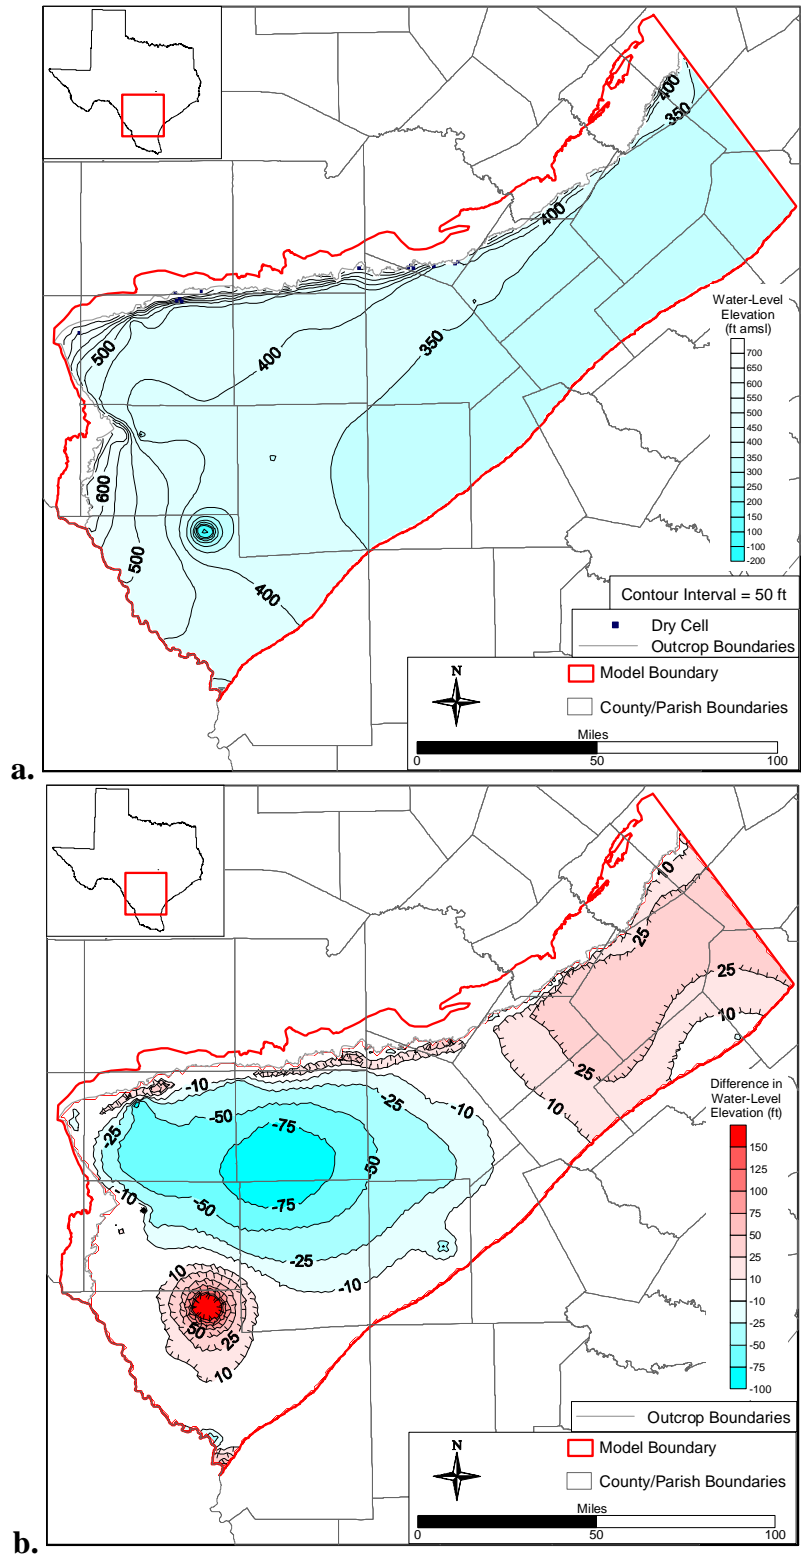 400
350
400
500
400
350
600
500
400
Water-Level
Elevation
(ft amsl)
700
650
600
550
500
450
400
350
300
250
200
150
100
-100
-200
Contour Interval = 50 ft
Dry Cell
Outcrop Boundaries
N
Model Boundary
County/Parish Boundaries
Miles
0 50 100
a.
10
25
25
10
25
10
-10
-25
-50
-10
-75
-25
-50
-10
-50
-75
-25
-10
10
50
25
10
Difference in
Water-Level
Elevation (ft)
150
125
100
75
50
25
10
-10
-25
-50
-75
-100
Outcrop Boundaries
N
Model Boundary
County/Parish Boundaries
Miles
0 50 100
b.